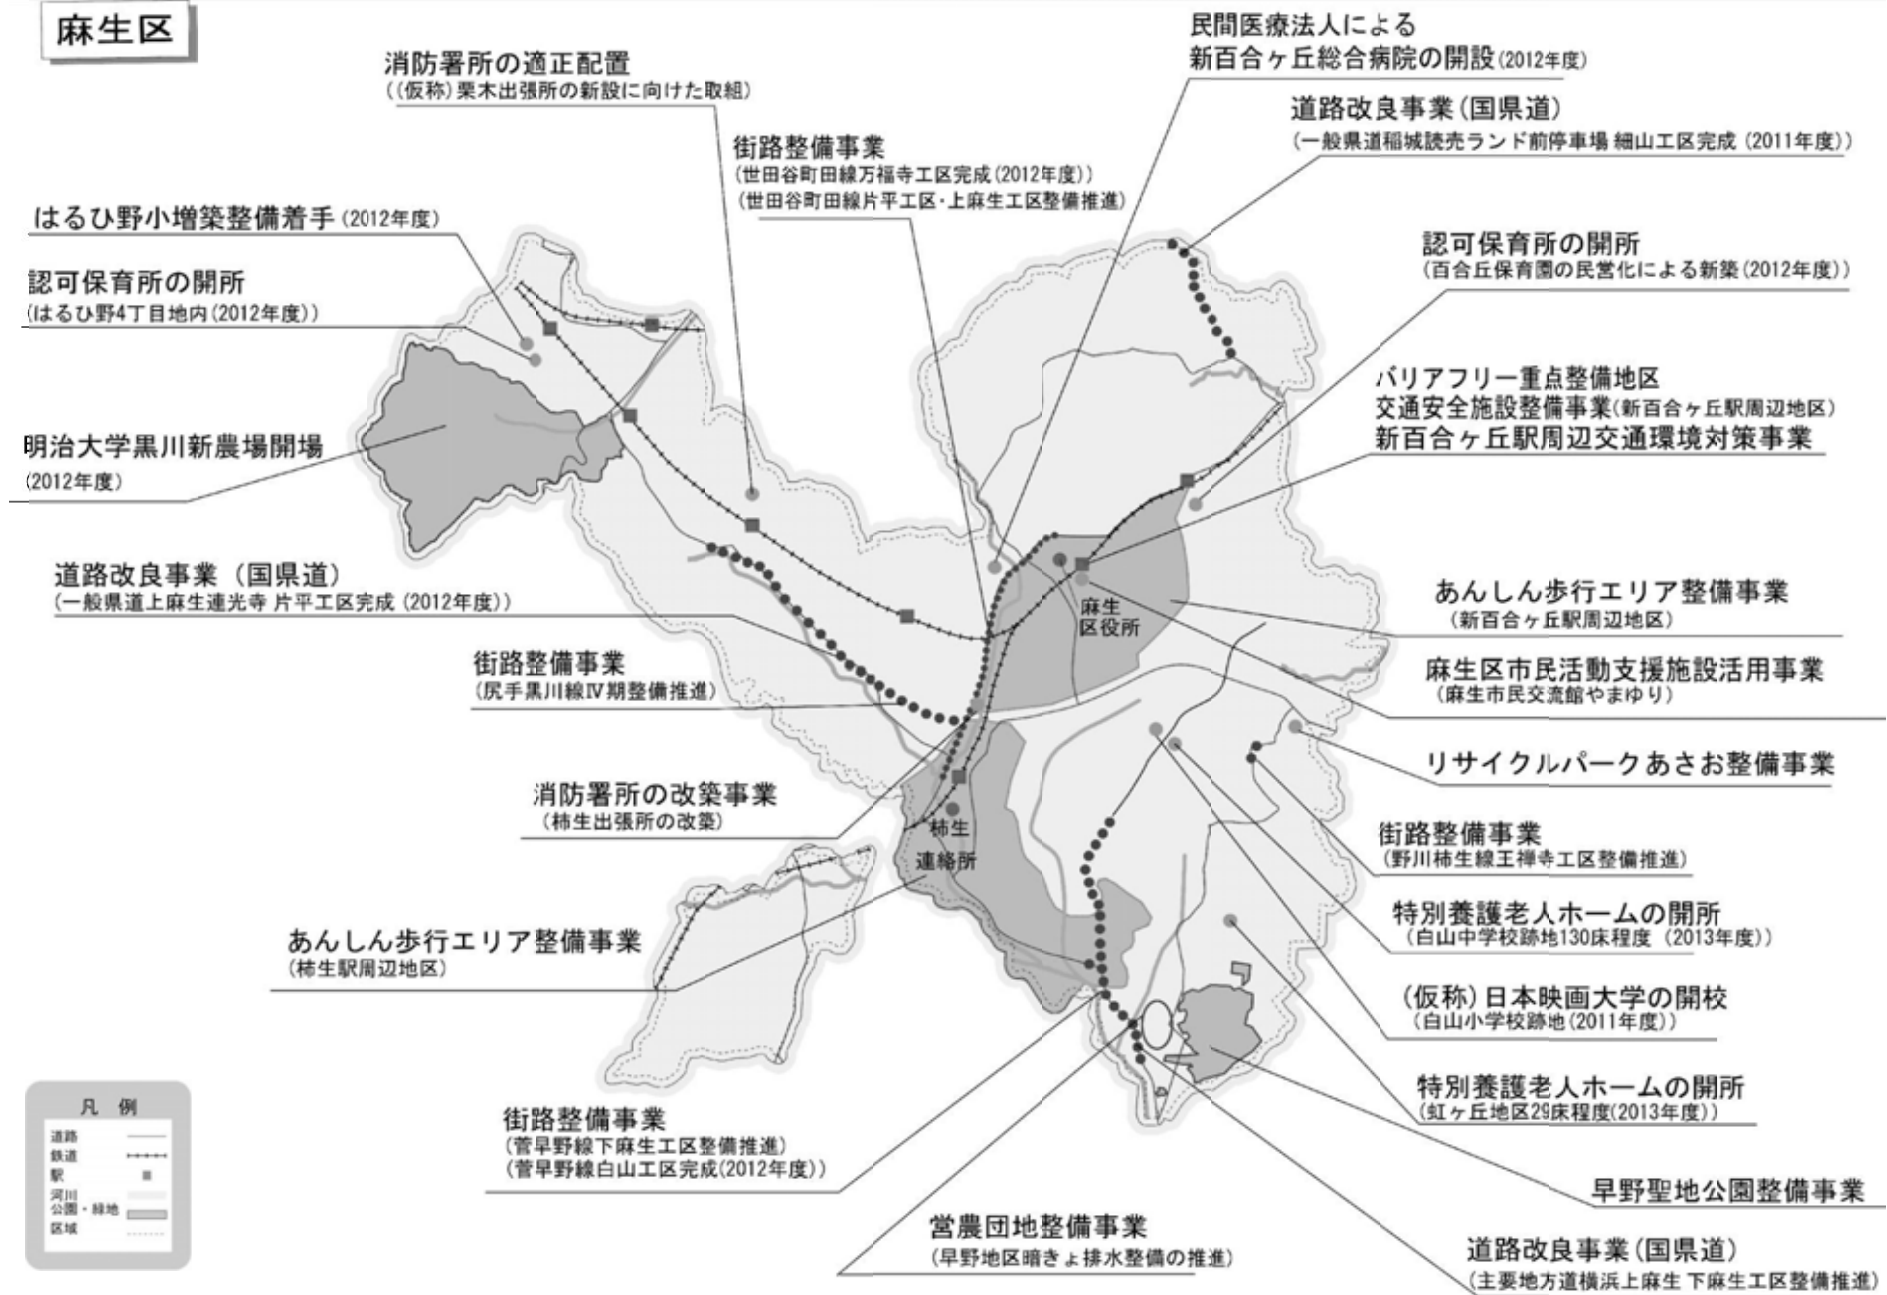 麻生区
消防署所の適正配置
((仮称)栗木出張所の新設に向けた取組)
民間医療法人による
新百合ヶ丘総合病院の開設(2012年度)
道路改良事業(国県道)
(一般県道稲城読売ランド前停車場 細山工区完成 (2011年度))
街路整備事業
(世田谷町田線万福寺工区完成(2012年度))
(世田谷町田線片平工区・上麻生工区整備推進)
はるひ野小増築整備着手(2012年度)
認可保育所の開所
(はるひ野4丁目地内(2012年度))
認可保育所の開所
(百合丘保育園の民営化による新築(2012年度))
バリアフリー重点整備地区
交通安全施設整備事業(新百合ヶ丘駅周辺地区)
新百合ヶ丘駅周辺交通環境対策事業
明治大学黒川新農場開場
(2012年度)
道路改良事業 (国県道)
(一般県道上麻生連光寺 片平工区完成 (2012年度))
麻生
区役所
あんしん歩行エリア整備事業
(新百合ヶ丘駅周辺地区)
街路整備事業
(尻手黒川線Ⅳ期整備推進)
麻生区市民活動支援施設活用事業
(麻生市民交流館やまゆり)
リサイクルパークあさお整備事業
消防署所の改築事業
(柿生出張所の改築)
柿生
連絡所
街路整備事業
(野川柿生線王禅寺工区整備推進)
特別養護老人ホームの開所
(白山中学校跡地130床程度 (2013年度))
あんしん歩行エリア整備事業
(柿生駅周辺地区)
(仮称)日本映画大学の開校
(白山小学校跡地(2011年度))
特別養護老人ホームの開所
(虹ヶ丘地区29床程度(2013年度))
街路整備事業
(菅早野線下麻生工区整備推進)
(菅早野線白山工区完成(2012年度))
早野聖地公園整備事業
営農団地整備事業
(早野地区暗きょ排水整備の推進)
道路改良事業(国県道)
(主要地方道横浜上麻生 下麻生工区整備推進)
凡 例
道路
鉄道
駅
河川
公園・緑地
区域